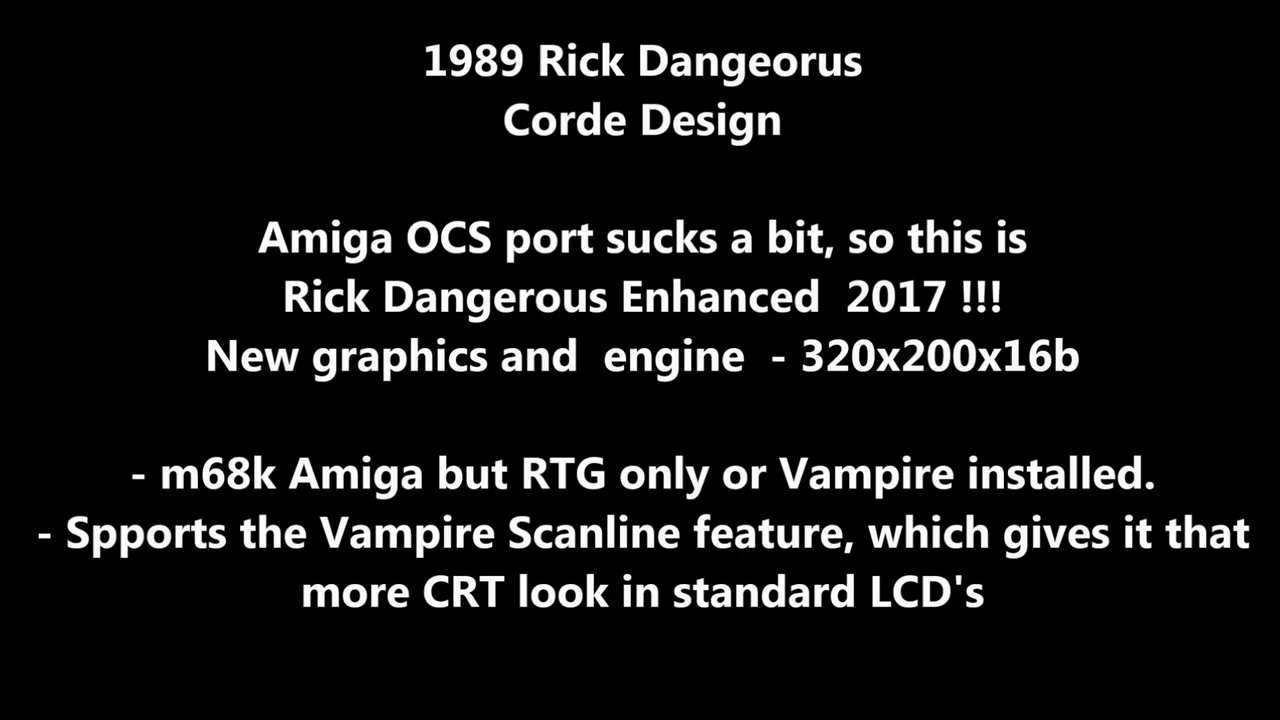 1989 Rick Dangeorus
Corde Design
Amiga OCS port sucks a bit, so this is
Rick Dangerous Enhanced  2017 !!!
New graphics and  engine  - 320x200x16b
- m68k Amiga but RTG only or Vampire installed.
- Spports the Vampire Scanline feature, which gives it that
more CRT look in standard LCD's